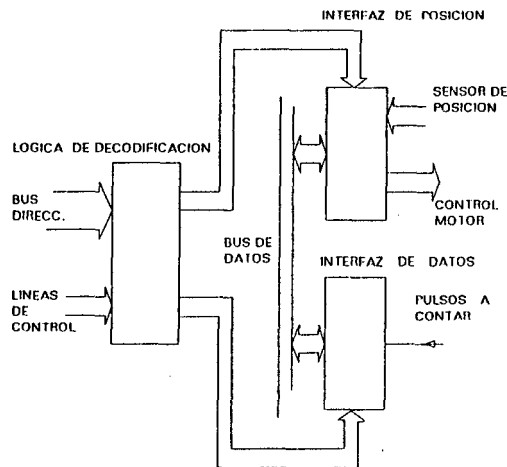 INTERFAZ DE POSICION
SENSOR DE
POSICION
LOGICA DE DECODIFICACION
BUS
DIRECC.
CONTROL
MOTOR
BUS DE
DATOS
INTERFAZ DE DATOS
LINEAS
DE
CONTROL
PULSOS A
CONTAR